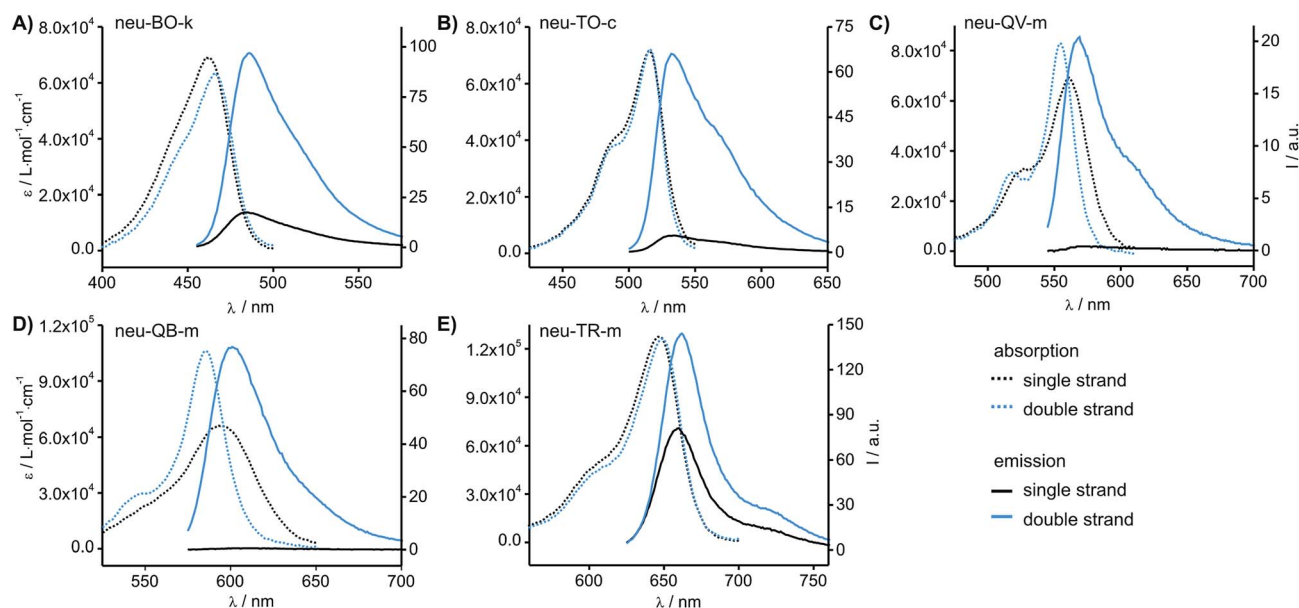 A) neu-BO-k
8.0x10⁴
6.0x10⁴
4.0x10⁴
2.0x10⁴
0.0
ε / L·mol⁻¹·cm⁻¹
100
75
50
25
0
400 450 500 550
λ / nm
B) neu-TO-c
8.0x10⁴
6.0x10⁴
4.0x10⁴
2.0x10⁴
0.0
75
60
45
30
15
0
450 500 550 600 650
λ / nm
C) neu-QV-m
8.0x10⁴
6.0x10⁴
4.0x10⁴
2.0x10⁴
0.0
20
15
10
5
0
I / a.u.
500 550 600 650 700
λ / nm
D) neu-QB-m
1.2x10⁵
9.0x10⁴
6.0x10⁴
3.0x10⁴
0.0
ε / L·mol⁻¹·cm⁻¹
80
60
40
20
0
550 600 650 700
λ / nm
E) neu-TR-m
1.2x10⁵
9.0x10⁴
6.0x10⁴
3.0x10⁴
0.0
150
120
90
60
30
0
I / a.u.
600 650 700 750
λ / nm
absorption
single strand
double strand
emission
single strand
double strand